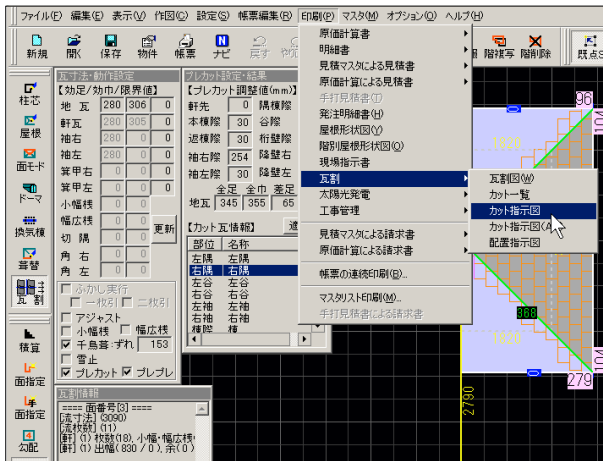 ファイル(F) 編集(E) 表示(V) 作図(C) 設定(S) 帳票編集(R) 印刷(P) マスタ(M) オプション(O) ヘルプ(H)
新規 開く 保存 物件 帳票 ナビ 戻す 階複写 階削除
原価計算書
明細書
見積マスタによる見積書
原価計算による見積書
手打見積書(T)
発注明細書(H)
屋根形状図(Y)
階別屋根形状図(Q)
現場指示書
瓦割
太陽光発電
工事管理
見積マスタによる請求書
原価計算による請求書
帳票の連続印刷(B)...
マスタリスト印刷(M)...
手打見積書による請求書
瓦割図(W)
カット一覧
カット指示図
カット指示図(A
配置指示図
柱芯
屋根
面モード
ドーマ
換気棟
葺替
瓦割
積算
面指定
面指定
勾配
瓦寸法・動作設定
【効足/効巾/限界値】
地 瓦 280 306 0
軒瓦 280 305 0
袖右 280 0 0
袖左 280 0 0
箕甲右 0 0 0
箕甲左 0 0 0
小幅桟 0 0
幅広桟 0 0
切 隅 0 0
角 右 0 0
角 左 0 0
更新
ふかし実行
一枚引 二枚引
アジャスト
小幅桟 幅広桟
千鳥葺:ずれ 153
雪止
プレカット プレプレ
プレカット設定・結果
【プレカット調整値(mm)】
軒先 0 隅棟際
本棟際 30 谷際
返棟際 30 桁壁際
袖右際 254 降壁右
袖左際 30 降壁左
全足 全巾 差足
地瓦 345 355 65
【カット瓦情報】
部位 名称
左隅 左隅
右隅 右隅
左谷 左谷
右谷 右谷
左袖 左袖
右袖 右袖
棟際 棟
瓦割情報
==== 面番号[3] ====
[流寸法] (3090)
[流枚数] (11)
[軒] (1) 枚数(18), 小幅・幅広桟
[軒] (1) 出幅(830 / 0), 余(0 )
96
104
1820
368
1820
279
104
2790